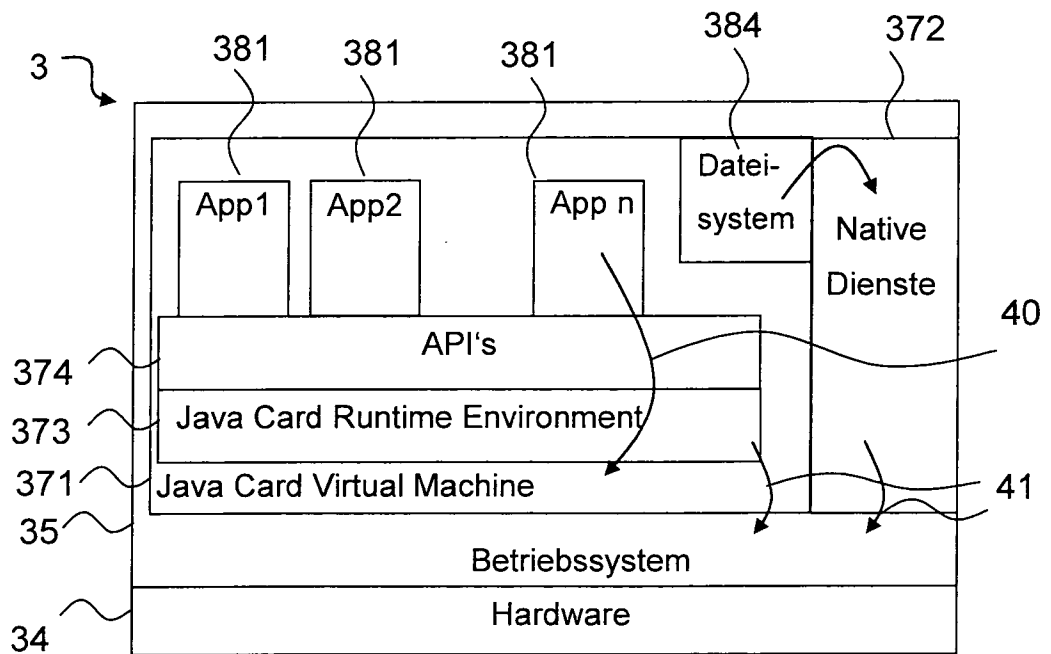 381
381
381
384
372
3
App1
App2
App n
Datei-
system
Native
Dienste
40
API's
374
Java Card Runtime Environment
373
371
Java Card Virtual Machine
41
35
Betriebssystem
Hardware
34